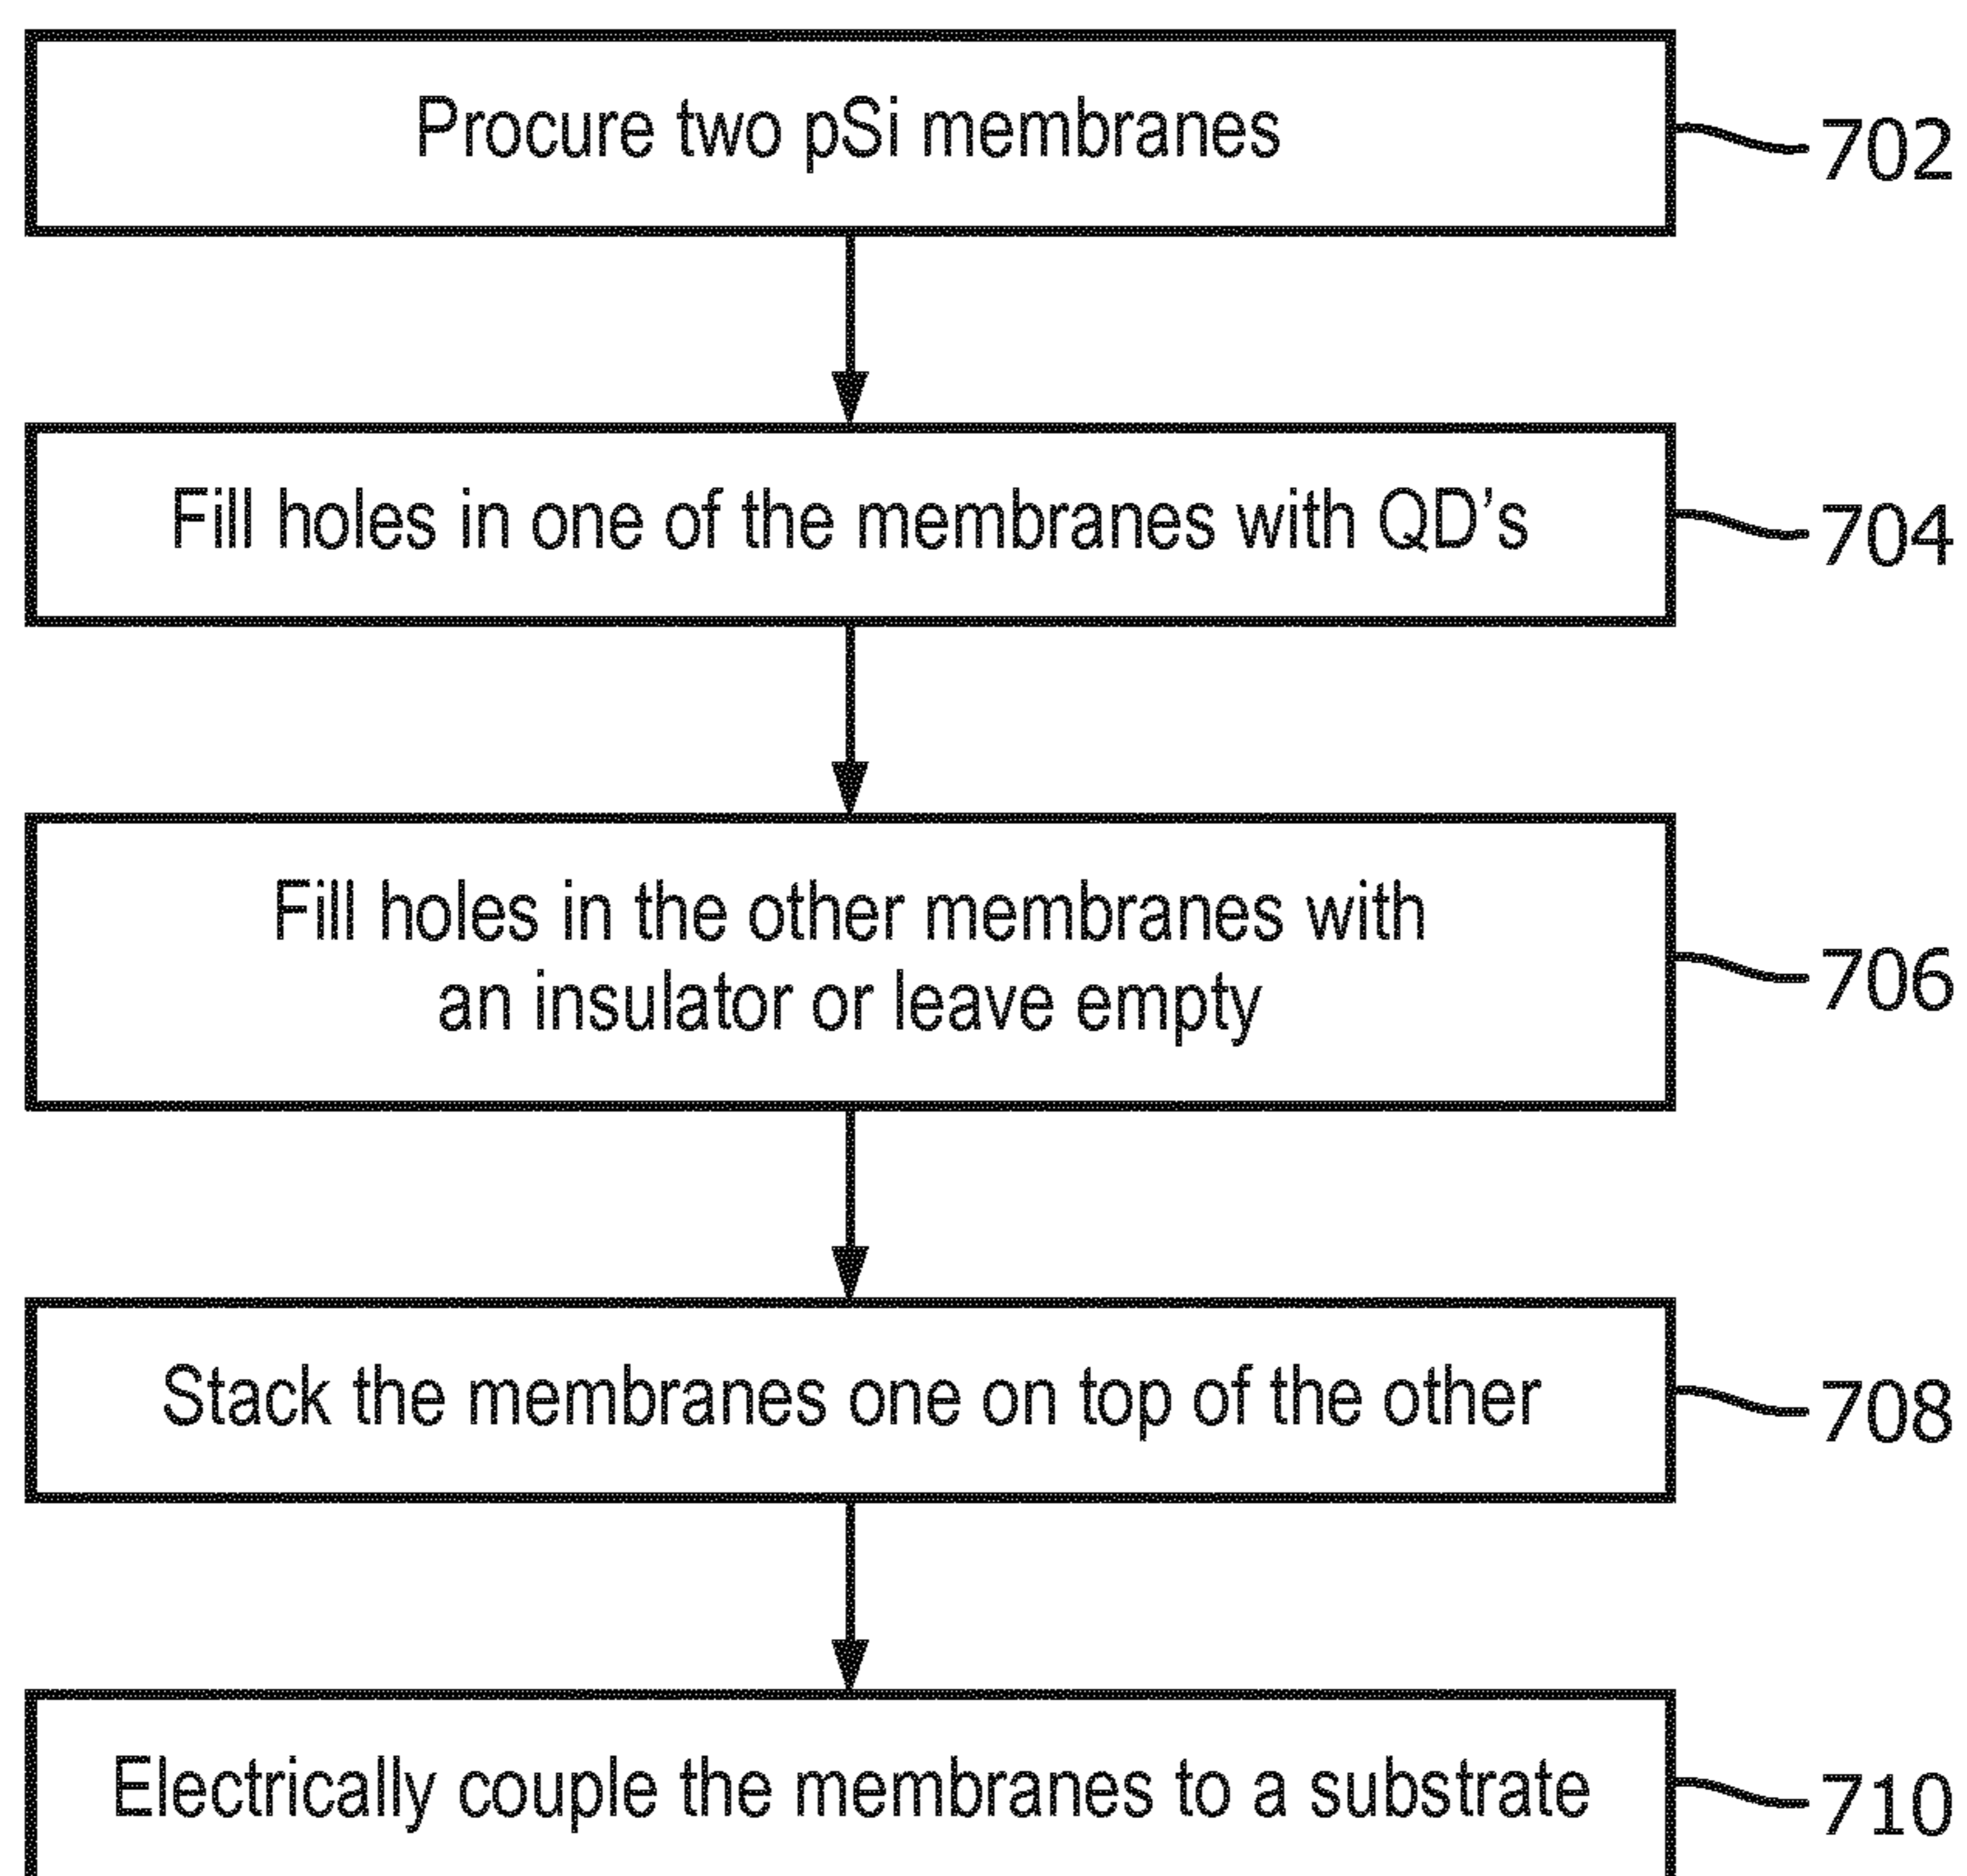 Procure two pSi membranes
702
Fill holes in one of the membranes with QD's
704
Fill holes in the other membranes with
an insulator or leave empty
706
Stack the membranes one on top of the other
708
Electrically couple the membranes to a substrate
710